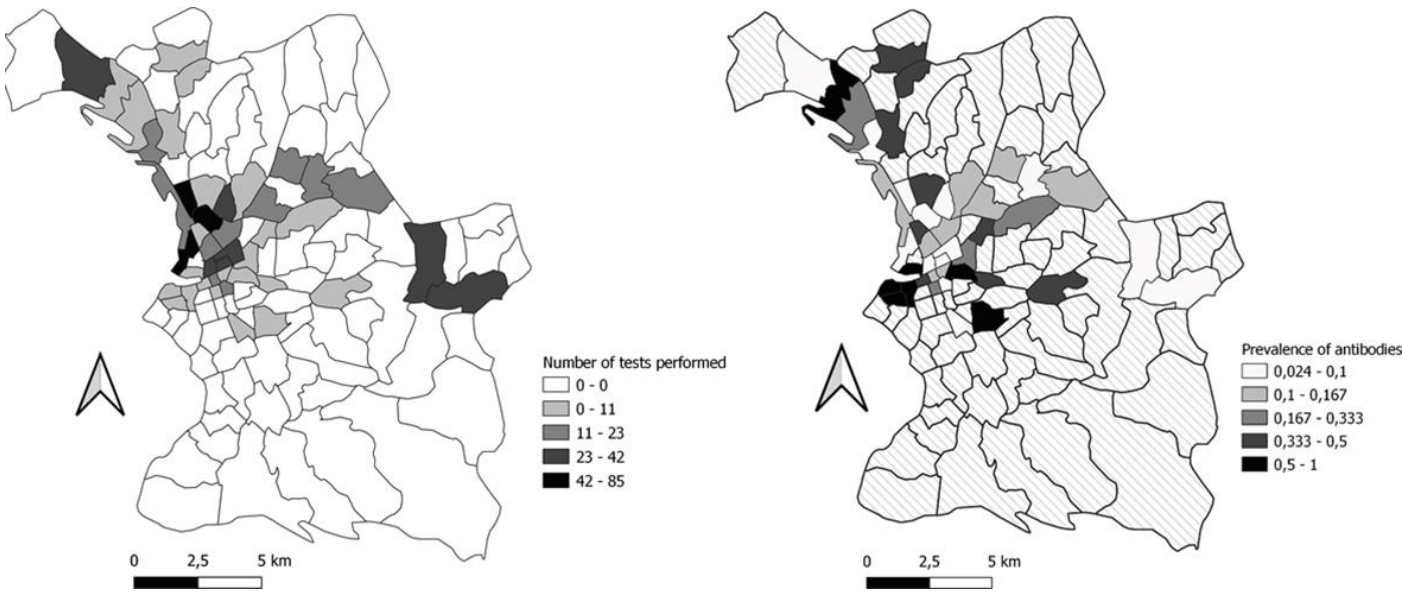 Number of tests performed
0 - 0
0 - 11
11 - 23
23 - 42
42 - 85
0 2,5 5 km
Prevalence of antibodies
0,024 - 0,1
0,1 - 0,167
0,167 - 0,333
0,333 - 0,5
0,5 - 1
0 2,5 5 km